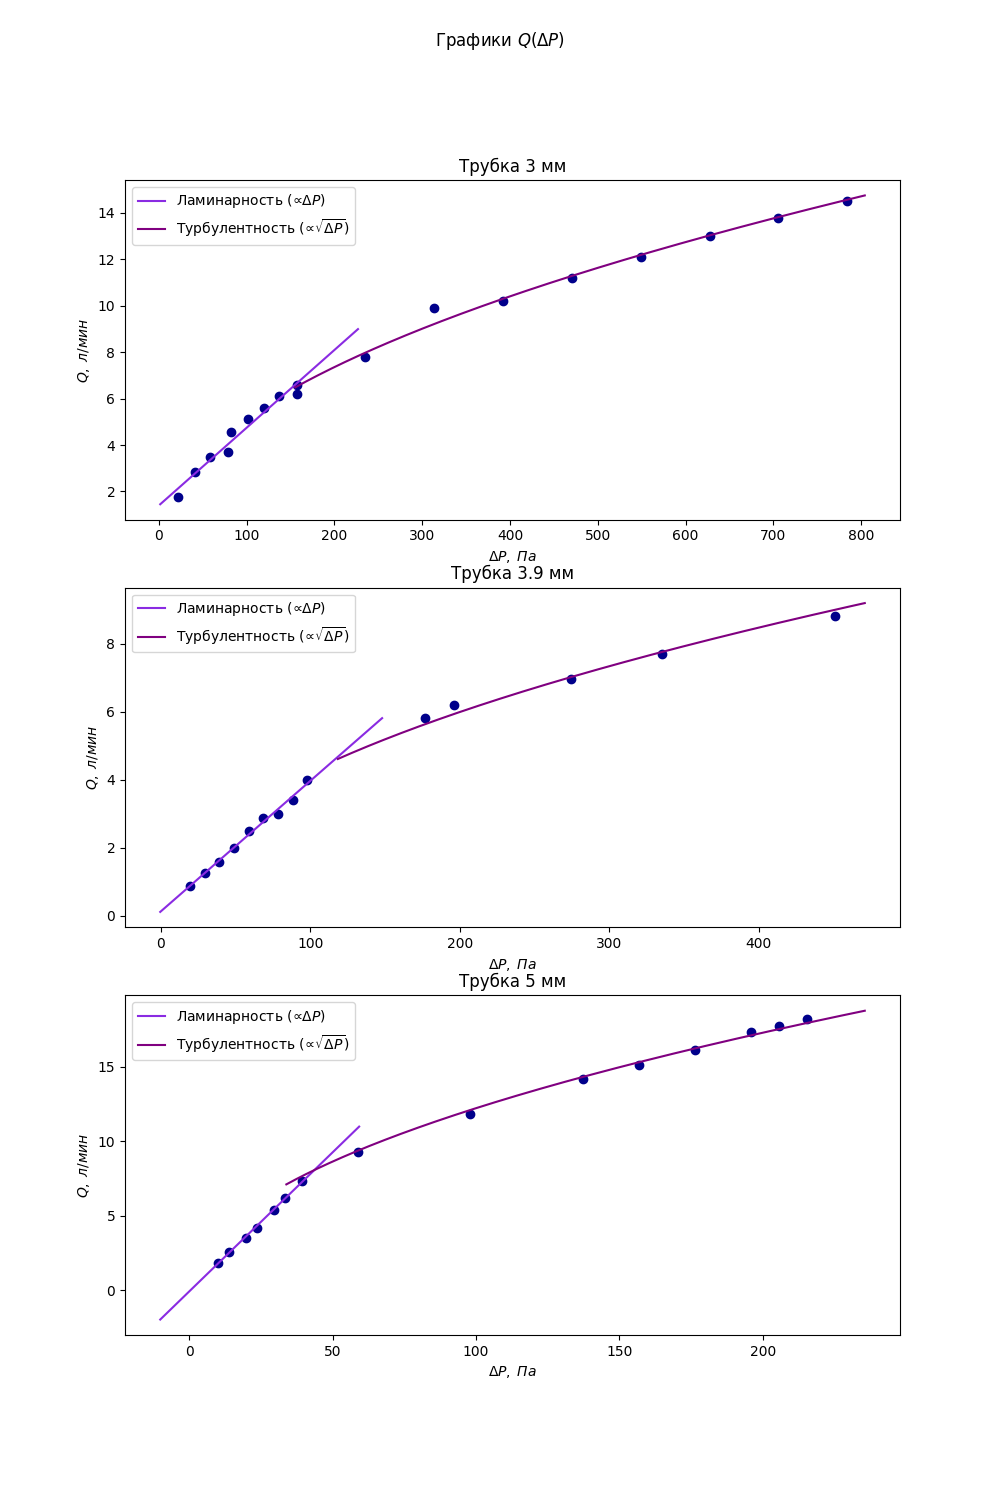 Графики Q(ΔP)
Трубка 3 мм
Ламинарность (∝ΔP)
Турбулентность (∝√ΔP)
14
12
10
8
6
4
2
Q, л/мин
0 100 200 300 400 500 600 700 800
ΔP, Па
Трубка 3.9 мм
Ламинарность (∝ΔP)
Турбулентность (∝√ΔP)
8
6
4
2
0
Q, л/мин
0 100 200 300 400
ΔP, Па
Трубка 5 мм
Ламинарность (∝ΔP)
Турбулентность (∝√ΔP)
15
10
5
0
Q, л/мин
0 50 100 150 200
ΔP, Па